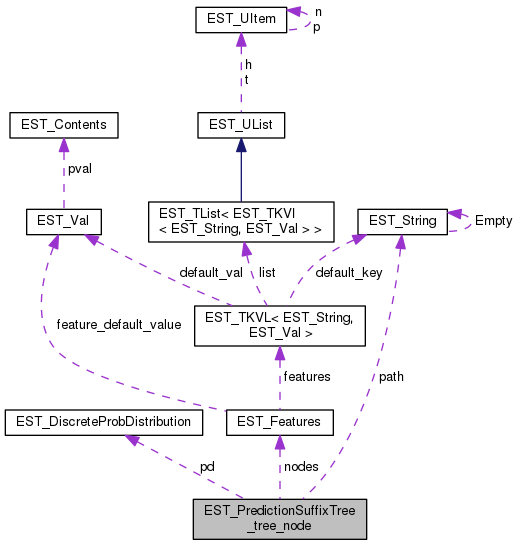 EST_UItem
n
p
h
t
EST_Contents
EST_UList
pval
EST_Val
EST_TList< EST_TKVI
< EST_String, EST_Val > >
EST_String
Empty
default_val
list
default_key
feature_default_value
EST_TKVL< EST_String,
EST_Val >
features
path
EST_DiscreteProbDistribution
EST_Features
pd
nodes
EST_PredictionSuffixTree
_tree_node